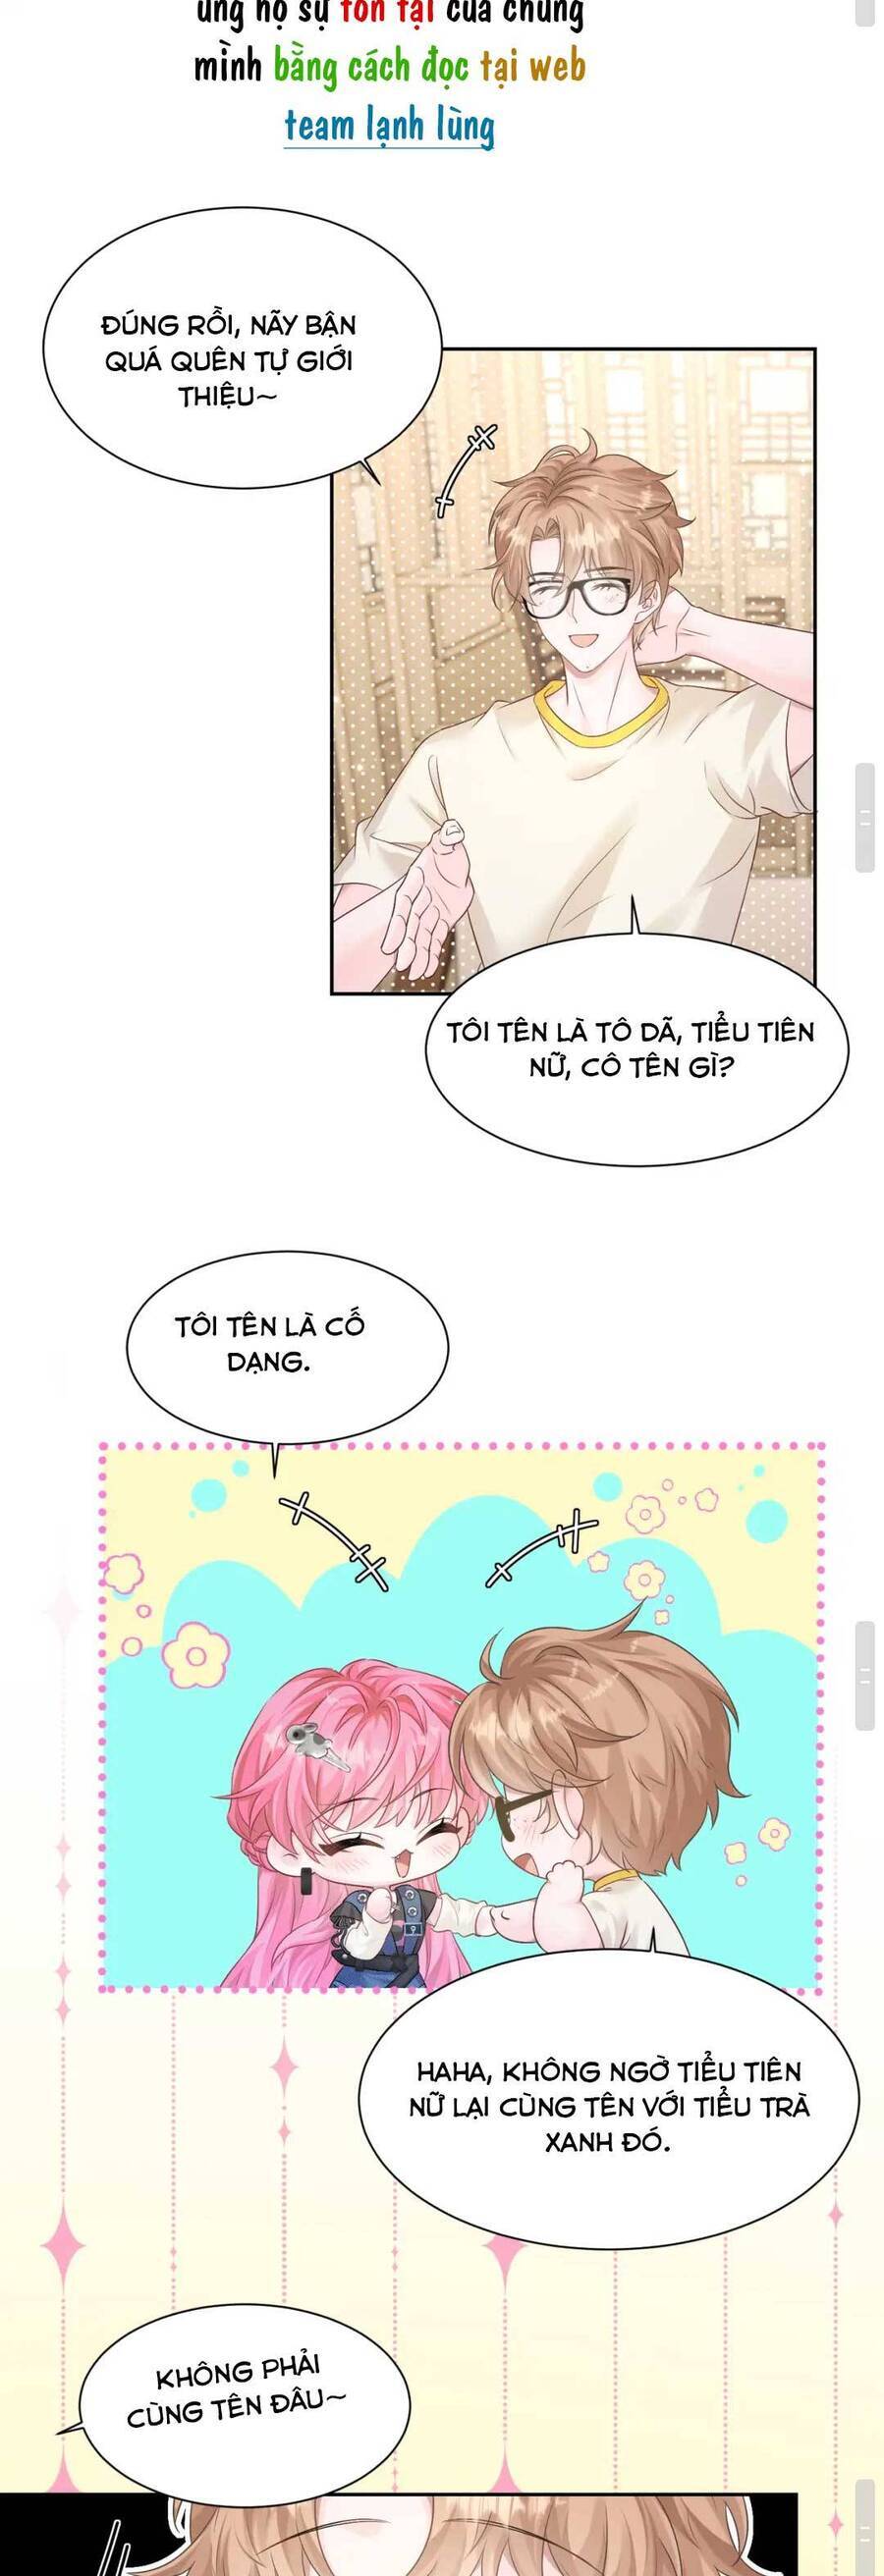 ủng hộ sự tồn tại của chúng
mình bằng cách đọc tại web
team lạnh lùng
ĐÚNG RỒI, NÃY BẬN
QUÁ QUÊN TỰ GIỚI
THIỆU~
TÔI TÊN LÀ TÔ DÃ, TIỂU TIÊN
NỮ, CÔ TÊN GÌ?
TÔI TÊN LÀ CỐ
DẠNG.
HAHA, KHÔNG NGỜ TIỂU TIÊN
NỮ LẠI CÙNG TÊN VỚI TIỂU TRÀ
XANH ĐÓ.
KHÔNG PHẢI
CÙNG TÊN ĐÂU~